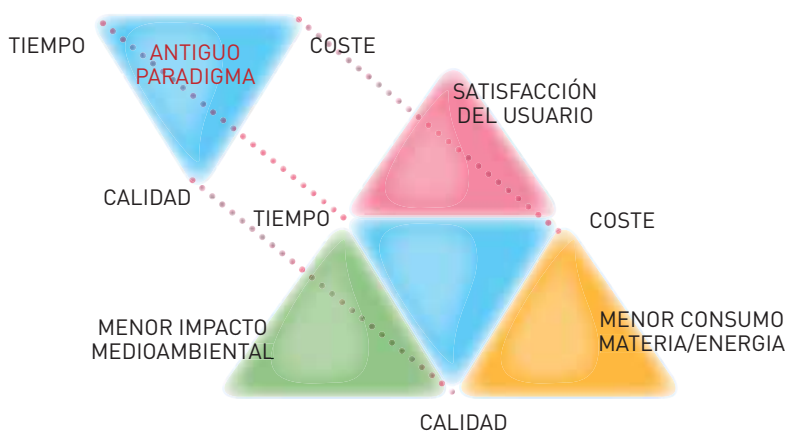 TIEMPO
ANTIGUO
PARADIGMA
COSTE
CALIDAD
SATISFACCIÓN
DEL USUARIO
TIEMPO
COSTE
MENOR IMPACTO
MEDIOAMBIENTAL
MENOR CONSUMO
MATERIA/ENERGIA
CALIDAD